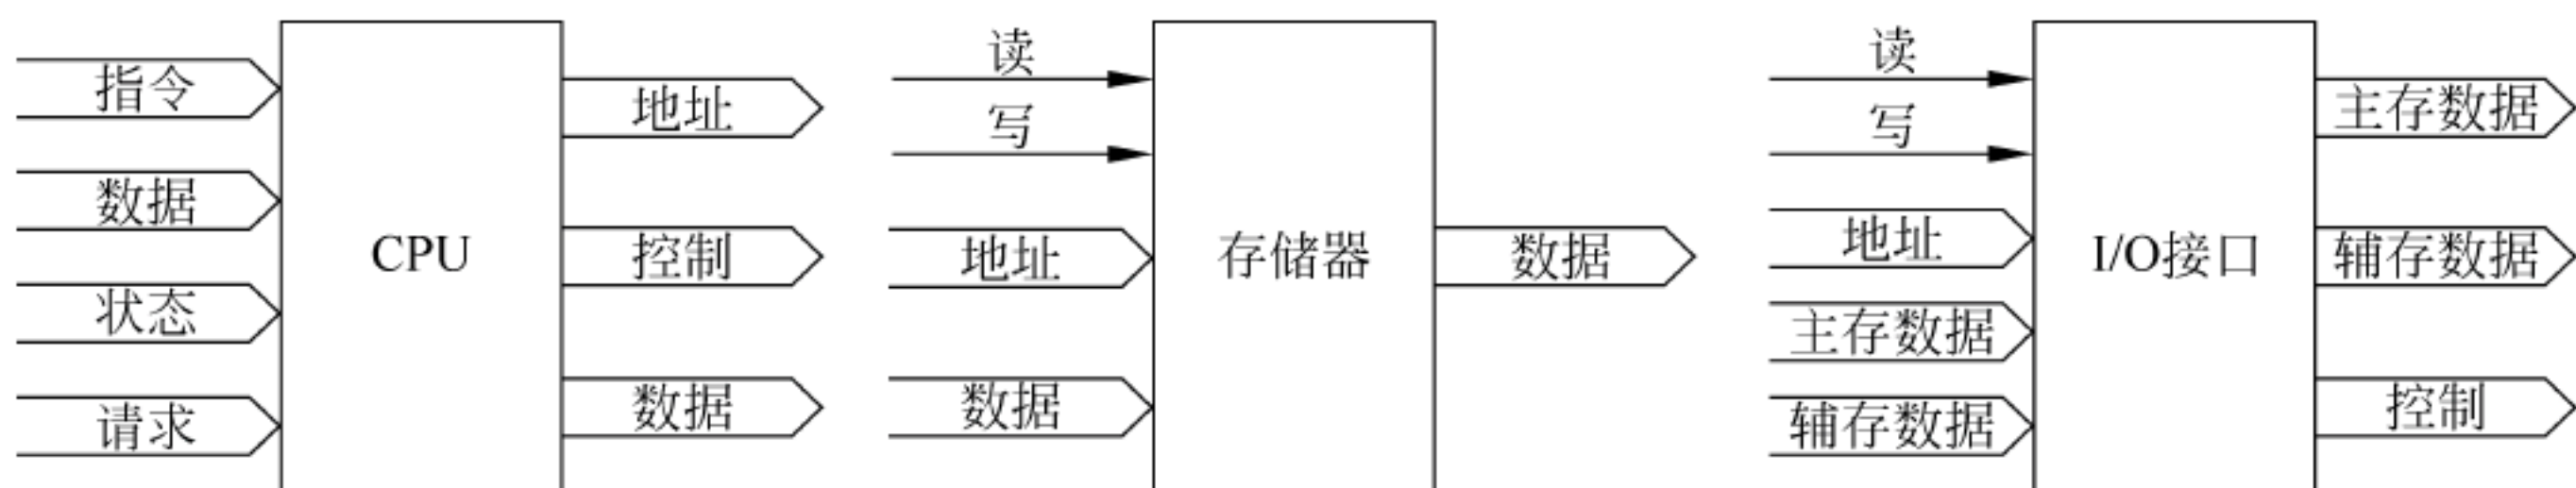 指令
数据
状态
请求
CPU
地址
控制
数据
读
写
地址
数据
存储器
数据
读
写
地址
主存数据
辅存数据
I/O接口
主存数据
辅存数据
控制